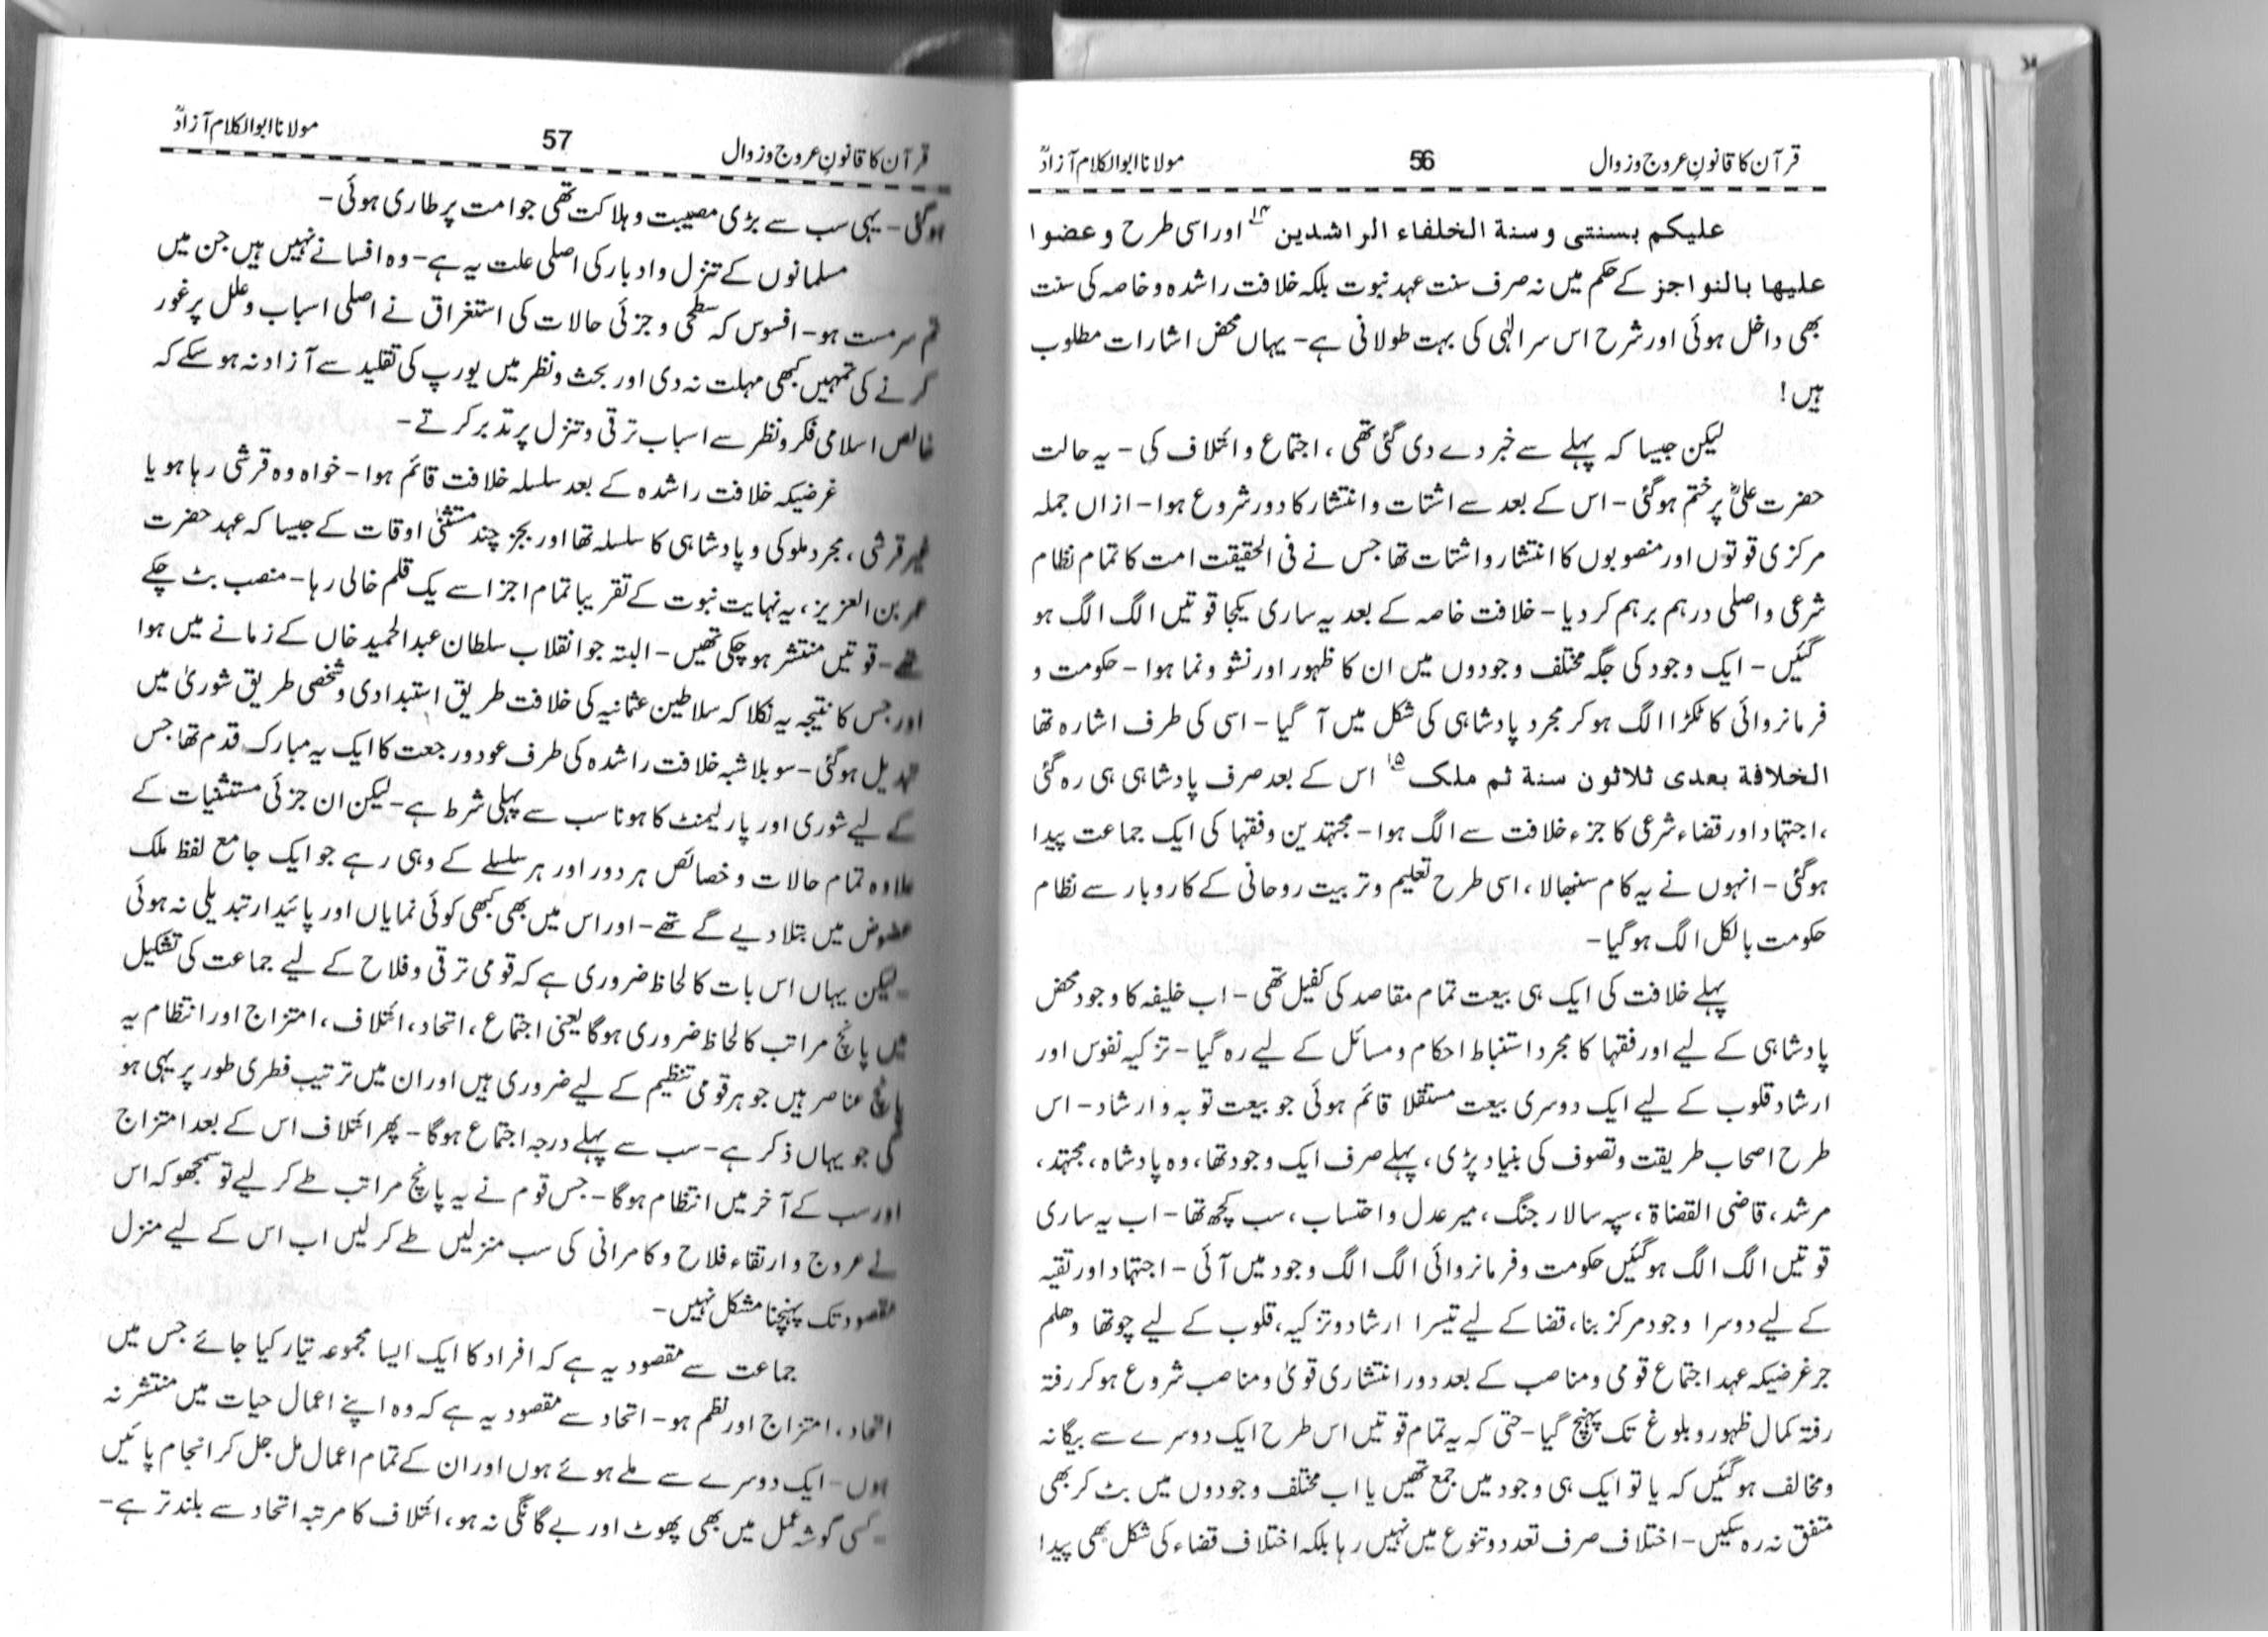 قرآن کا قانونِ عروج و زوال 56 مولانا ابوالکلام آزادؒ
علیکم بسنتی وسنة الخلفاء الراشدین ۱۴ اور اسی طرح وعضوا
علیھا بالنواجز کے حکم میں نہ صرف سنت عہد نبوت بلکہ خلافت راشدہ و خاصہ کی سنت
بھی داخل ہوئی اور شرح اس سر الٰہی کی بہت طولانی ہے- یہاں محض اشارات مطلوب
ہیں!
لیکن جیسا کہ پہلے سے خبر دے دی گئی تھی، اجتماع و ائتلاف کی - یہ حالت
حضرت علیؓ پر ختم ہوگئی- اس کے بعد سے اشتات و انتشار کا دور شروع ہوا- ازاں جملہ
مرکزی قوتوں اور منصوبوں کا انتشار و اشتات تھا جس نے فی الحقیقت امت کا تمام نظام
شرعی و اصلی درہم برہم کر دیا- خلافت خاصہ کے بعد یہ ساری یکجا قوتیں الگ الگ ہو
گئیں- ایک وجود کی جگہ مختلف وجودوں میں ان کا ظہور اور نشو و نما ہوا- حکومت و
فرمانروائی کا ٹکڑا الگ ہو کر مجرد پادشاہی کی شکل میں آ گیا- اسی کی طرف اشارہ تھا
الخلافة بعدی ثلاثون سنة ثم ملک ۱۵ اس کے بعد صرف پادشاہی ہی رہ گئی
،اجتہاد اور قضاء شرعی کا جزء خلافت سے الگ ہوا- مجتہدین و فقہا کی ایک جماعت پیدا
ہوگئی- انہوں نے یہ کام سنبھالا، اسی طرح تعلیم و تربیت روحانی کے کاروبار سے نظام
حکومت بالکل الگ ہوگیا-
پہلے خلافت کی ایک ہی بیعت تمام مقاصد کی کفیل تھی- اب خلیفہ کا وجود محض
پادشاہی کے لیے اور فقہا کا مجرد استنباط احکام و مسائل کے لیے رہ گیا- تزکیہ نفوس اور
ارشاد قلوب کے لیے ایک دوسری بیعت مستقلا قائم ہوئی جو بیعت توبہ و ارشاد- اس
طرح اصحاب طریقت و تصوف کی بنیاد پڑی، پہلے صرف ایک وجود تھا، وہ پادشاہ، مجتہد،
مرشد، قاضی القضاة، سپہ سالار جنگ، میر عدل و احتساب، سب کچھ تھا- اب یہ ساری
قوتیں الگ الگ ہوگئیں حکومت و فرمانروائی الگ الگ وجود میں آئی- اجتہاد اور تقیہ
کے لیے دوسرا وجود مرکز بنا، قضا کے لیے تیسرا ارشاد و تزکیہ، قلوب کے لیے چوتھا وھلم
جر غرضیکہ عہد اجتماع قومی و مناصب کے بعد دور انتشاری قویٰ و مناصب شروع ہو کر رفتہ
رفتہ کمال ظہور و بلوغ تک پہنچ گیا- حتی کہ یہ تمام قوتیں اس طرح ایک دوسرے سے بیگانہ
و مخالف ہوگئیں کہ یا تو ایک ہی وجود میں جمع تھیں یا اب مختلف وجودوں میں بٹ کر بھی
متفق نہ رہ سکیں- اختلاف صرف تعدد و تنوع میں نہیں رہا بلکہ اختلاف قضاء کی شکل بھی پیدا
قرآن کا قانونِ عروج و زوال 57 مولانا ابوالکلام آزادؒ
ہوگئی- یہی سب سے بڑی مصیبت و ہلاکت تھی جو امت پر طاری ہوئی-
مسلمانوں کے تنزل و ادبار کی اصلی علت یہ ہے- وہ افسانے نہیں ہیں جن میں
تم سرمست ہو- افسوس کہ سطحی و جزئی حالات کی استغراق نے اصلی اسباب و علل پر غور
کرنے کی تمہیں کبھی مہلت نہ دی اور بحث و نظر میں یورپ کی تقلید سے آزاد نہ ہو سکے کہ
خالص اسلامی فکر و نظر سے اسباب ترقی و تنزل پر تدبر کرتے-
غرضیکہ خلافت راشدہ کے بعد سلسلہ خلافت قائم ہوا- خواہ وہ قرشی رہا ہو یا
غیر قرشی، مجرد ملوکی و پادشاہی کا سلسلہ تھا اور بجز چند مستثنیٰ اوقات کے جیسا کہ عہد حضرت
عمر بن العزیز، یہ نہایت نبوت کے تقریبا تمام اجزا سے یک قلم خالی رہا- منصب بٹ چکے
تھے- قوتیں منتشر ہو چکی تھیں- البتہ جو انقلاب سلطان عبدالحمید خاں کے زمانے میں ہوا
اور جس کا نتیجہ یہ نکلا کہ سلاطین عثمانیہ کی خلافت طریق استبدادی و شخصی طریق شوریٰ میں
تبدیل ہوگئی- سو بلا شبہ خلافت راشدہ کی طرف عود و رجعت کا ایک یہ مبارک قدم تھا جس
کے لیے شوری اور پارلیمنٹ کا ہونا سب سے پہلی شرط ہے- لیکن ان جزئی مستثنیات کے
علاوہ تمام حالات و خصائص ہر دور اور ہر سلسلے کے وہی رہے جو ایک جامع لفظ ملک
عضوض میں بتلا دیے گے تھے- اور اس میں بھی کبھی کوئی نمایاں اور پائیدار تبدیلی نہ ہوئی
-لیکن یہاں اس بات کا لحاظ ضروری ہے کہ قومی ترقی و فلاح کے لیے جماعت کی تشکیل
میں پانچ مراتب کا لحاظ ضروری ہوگا یعنی اجتماع، اتحاد، ائتلاف، امتزاج اور انتظام یہ
پانچ عناصر ہیں جو ہر قومی تنظیم کے لیے ضروری ہیں اور ان میں ترتیب فطری طور پر یہی ہو
گی جو یہاں ذکر ہے- سب سے پہلے درجہ اجتماع ہوگا- پھر ائتلاف اس کے بعد امتزاج
اور سب کے آخر میں انتظام ہوگا- جس قوم نے یہ پانچ مراتب طے کر لیے تو سمجھو کہ اس
نے عروج و ارتقاء فلاح و کامرانی کی سب منزلیں طے کر لیں اب اس کے لیے منزل
مقصود تک پہنچنا مشکل نہیں-
جماعت سے مقصود یہ ہے کہ افراد کا ایک ایسا مجموعہ تیار کیا جائے جس میں
اتحاد، امتزاج اور نظم ہو- اتحاد سے مقصود یہ ہے کہ وہ اپنے اعمال حیات میں منتشر نہ
ہوں- ایک دوسرے سے ملے ہوئے ہوں اور ان کے تمام اعمال مل جل کر انجام پائیں
-کسی گوشہ عمل میں بھی پھوٹ اور بے گانگی نہ ہو، ائتلاف کا مرتبہ اتحاد سے بلند تر ہے-